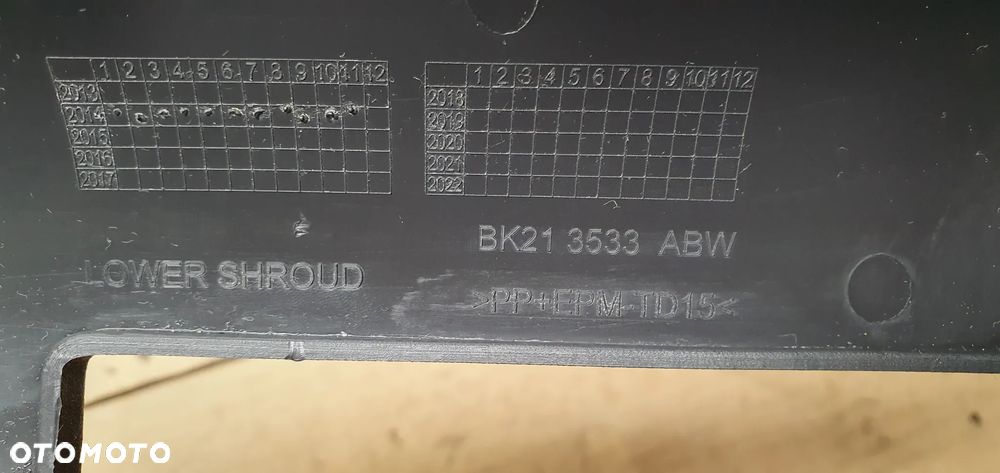 1 2 3 4 5 6 7 8 9 10 11 12
2013
2014
2015
2016
2017
1 2 3 4 5 6 7 8 9 10 11 12
2018
2019
2020
2021
2022
BK21 3533 ABW
LOWER SHROUD
>PP+EPM-TD15<
OTOMOTO